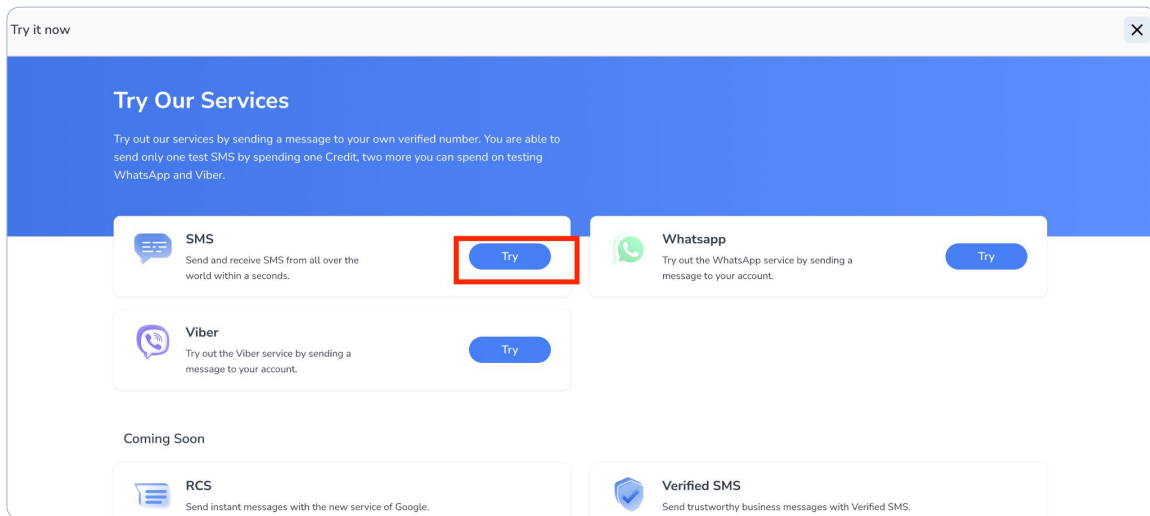 Try it now
Try Our Services
Try out our services by sending a message to your own verified number. You are able to
send only one test SMS by spending one Credit, two more you can spend on testing
WhatsApp and Viber.
SMS
Send and receive SMS from all over the
world within a seconds.
Try
Whatsapp
Try out the WhatsApp service by sending a
message to your account.
Try
Viber
Try out the Viber service by sending a
message to your account.
Try
Coming Soon
RCS
Send instant messages with the new service of Google.
Verified SMS
Send trustworthy business messages with Verified SMS.